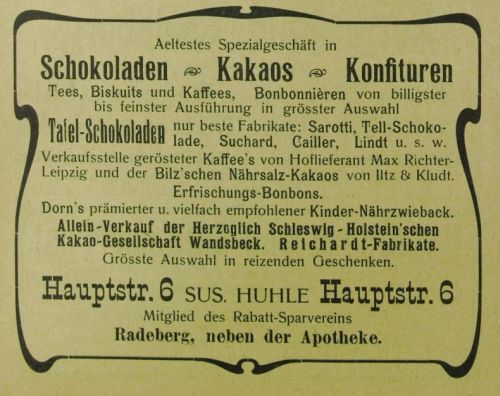 Aeltestes Spezialgeschäft in
Schokoladen Kakaos Konfituren
Tees, Biskuits und Kaffees, Bonbonnièren von billigster
bis feinster Ausführung in grösster Auswahl
Tafel-Schokoladen nur beste Fabrikate: Sarotti, Tell-Schoko-
lade, Suchard, Cailler, Lindt u. s. w.
Verkaufsstelle gerösteter Kaffee's von Hoflieferant Max Richter-
Leipzig und der Bilz'schen Nährsalz-Kakaos von Iltz & Kludt.
Erfrischungs-Bonbons.
Dorn's prämierter u. vielfach empfohlener Kinder-Nährzwieback.
Allein-Verkauf der Herzoglich Schleswig-Holstein'schen
Kakao-Gesellschaft Wandsbeck. Reichardt-Fabrikate.
Grösste Auswahl in reizenden Geschenken.
Hauptstr. 6 SUS. HUHLE Hauptstr. 6
Mitglied des Rabatt-Sparvereins
Radeberg, neben der Apotheke.